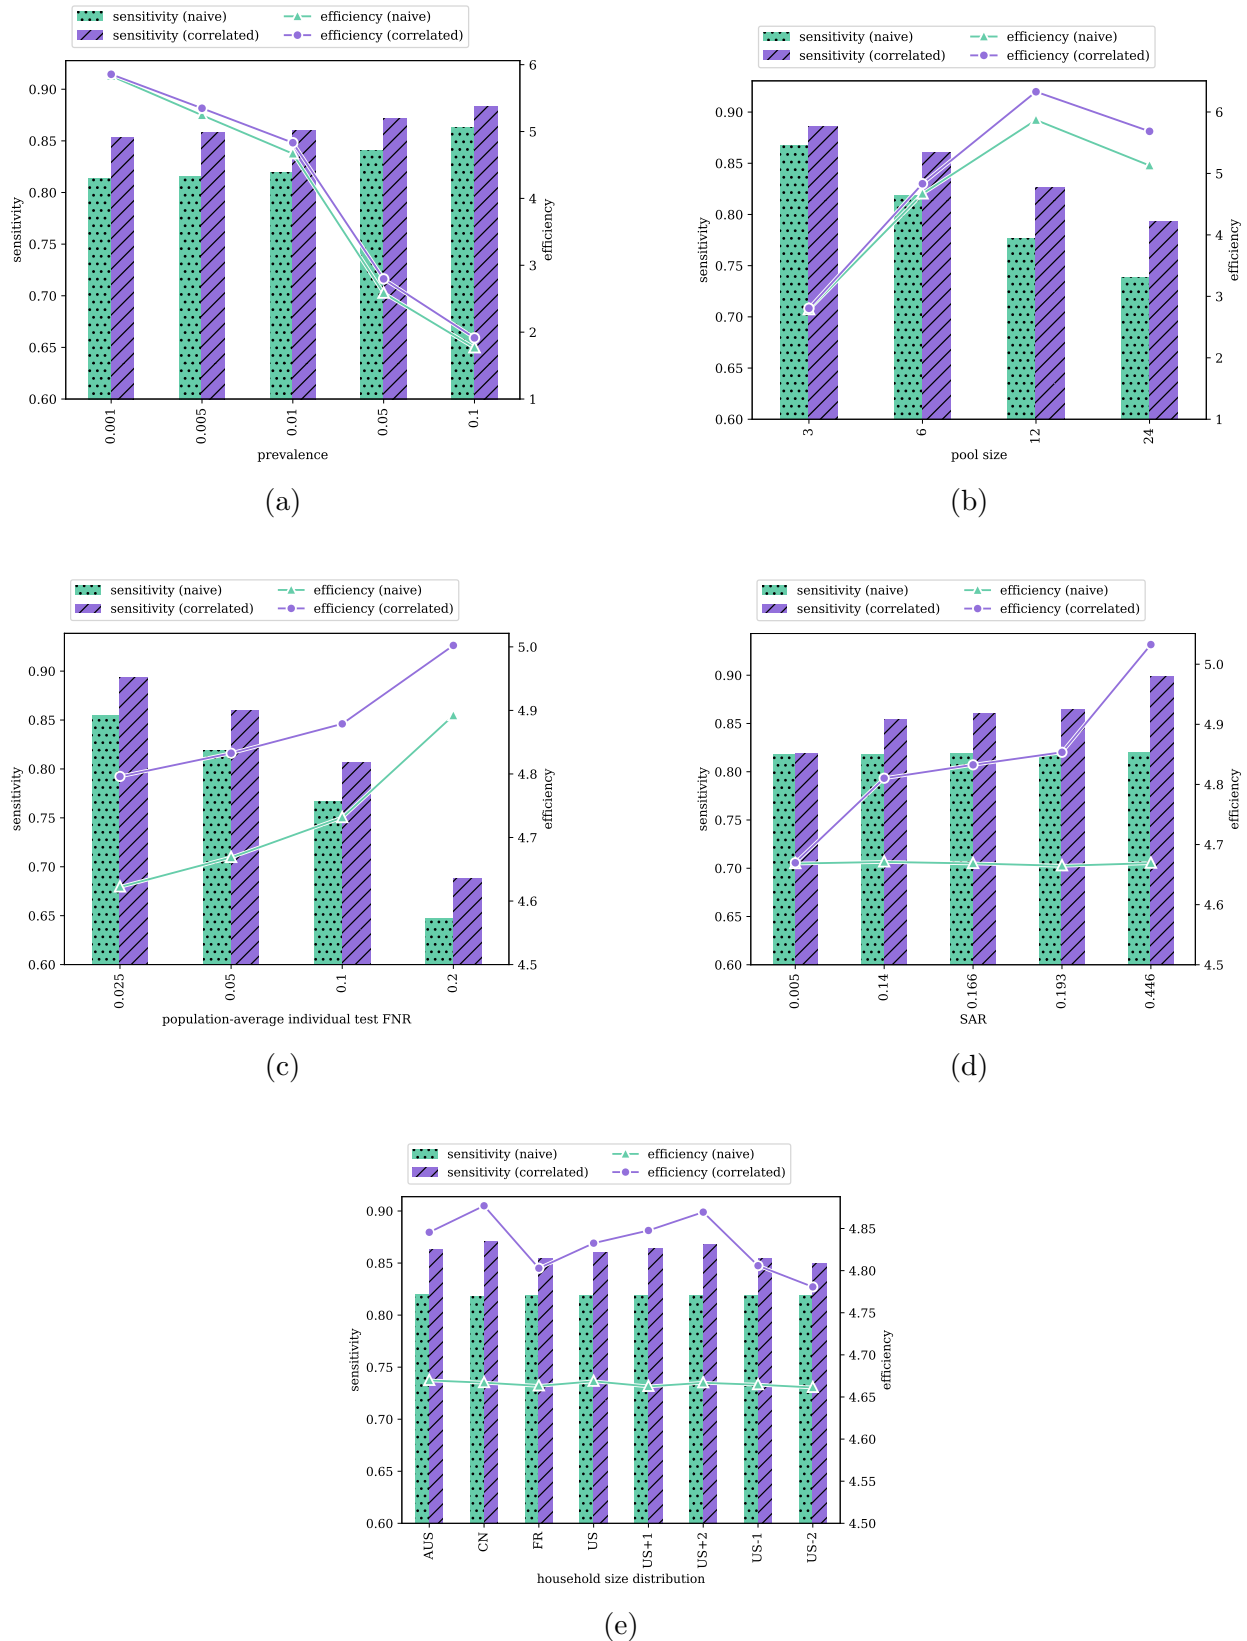 sensitivity (naive) efficiency (naive)
sensitivity (correlated) efficiency (correlated)
0.90
0.85
0.80
0.75
0.70
0.65
0.60
sensitivity
6
5
4
3
2
1
efficiency
0.001 0.005 0.01 0.05 0.1
prevalence
(a)
sensitivity (naive) efficiency (naive)
sensitivity (correlated) efficiency (correlated)
0.90
0.85
0.80
0.75
0.70
0.65
0.60
sensitivity
6
5
4
3
2
1
efficiency
3 6 12 24
pool size
(b)
sensitivity (naive) efficiency (naive)
sensitivity (correlated) efficiency (correlated)
0.90
0.85
0.80
0.75
0.70
0.65
0.60
sensitivity
5.0
4.9
4.8
4.7
4.6
4.5
efficiency
0.025 0.05 0.1 0.2
population-average individual test FNR
(c)
sensitivity (naive) efficiency (naive)
sensitivity (correlated) efficiency (correlated)
0.90
0.85
0.80
0.75
0.70
0.65
0.60
sensitivity
5.0
4.9
4.8
4.7
4.6
4.5
efficiency
0.005 0.14 0.166 0.193 0.446
SAR
(d)
sensitivity (naive) efficiency (naive)
sensitivity (correlated) efficiency (correlated)
0.90
0.85
0.80
0.75
0.70
0.65
0.60
sensitivity
4.85
4.80
4.75
4.70
4.65
4.60
4.55
4.50
efficiency
AUS CN FR US US+1 US+2 US-1 US-2
household size distribution
(e)